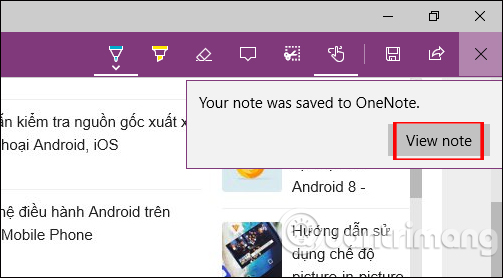 Your note was saved to OneNote.
View note
ẫn kiểm tra nguồn gốc xuất x
hoại Android, iOS
Android 8 -
hệ điều hành Android trên
Mobile Phone
Hướng dẫn sử
dụng chế độ
picture-in-picture
quantrimang